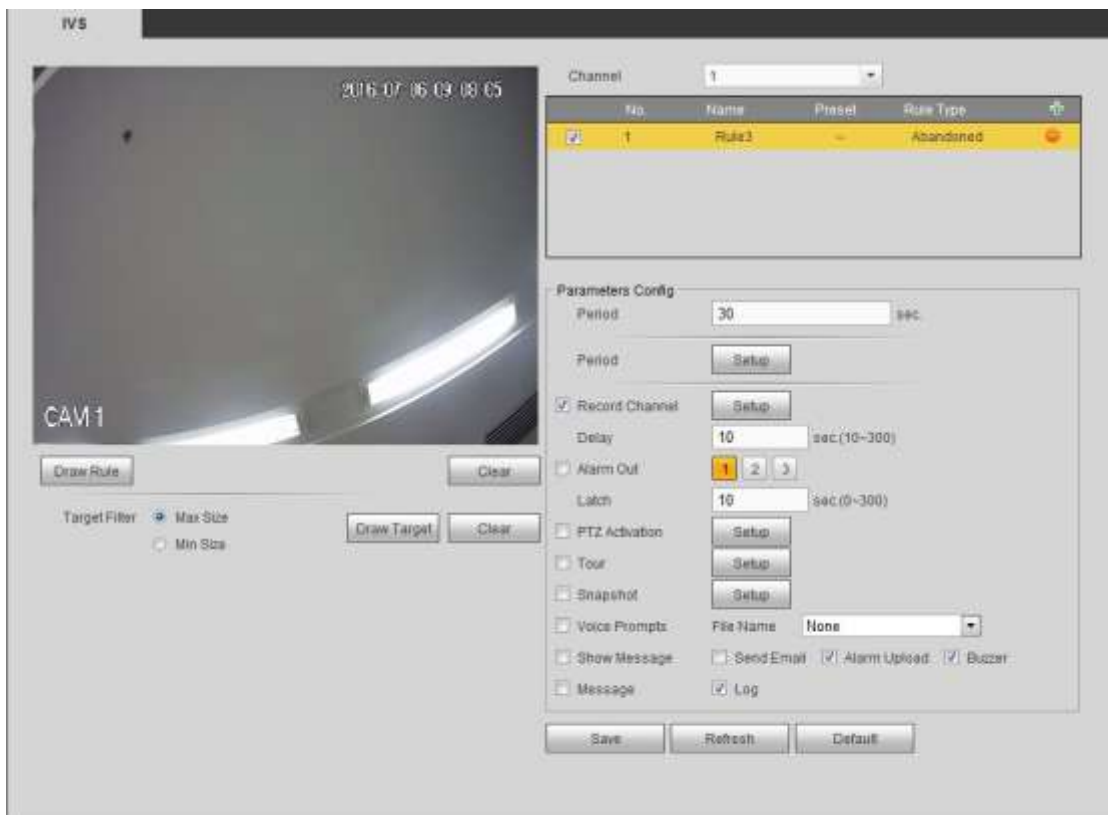 IVS
2016 07 06 09 08 05
CAM 1
Draw Rule
Clear
Target Filter
Max Size
Min Size
Draw Target
Clear
Channel
1
No. Name Preset Rule Type
1 Rule3 -- Abandoned
Parameters Config
Period 30 sec.
Period Setup
Record Channel Setup
Delay 10 sec.(10~300)
Alarm Out 1 2 3
Latch 10 sec.(0~300)
PTZ Activation Setup
Tour Setup
Snapshot Setup
Voice Prompts File Name None
Show Message Send Email Alarm Upload Buzzer
Message Log
Save Refresh Default